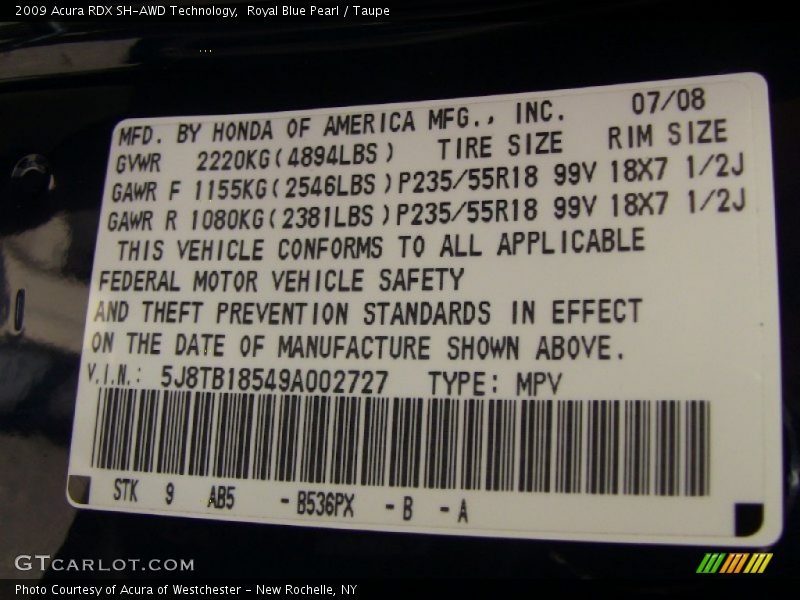 2009 Acura RDX SH-AWD Technology,  Royal Blue Pearl / Taupe
MFD. BY HONDA OF AMERICA MFG., INC. 07/08
GVWR 2220KG(4894LBS) TIRE SIZE RIM SIZE
GAWR F 1155KG(2546LBS)P235/55R18 99V 18X7 1/2J
GAWR R 1080KG(2381LBS)P235/55R18 99V 18X7 1/2J
THIS VEHICLE CONFORMS TO ALL APPLICABLE
FEDERAL MOTOR VEHICLE SAFETY
AND THEFT PREVENTION STANDARDS IN EFFECT
ON THE DATE OF MANUFACTURE SHOWN ABOVE.
V.I.N.: 5J8TB18549A002727 TYPE: MPV
STK 9 AB5 -B536PX -B -A
GTCARLOT.COM
Photo Courtesy of Acura of Westchester - New Rochelle, NY